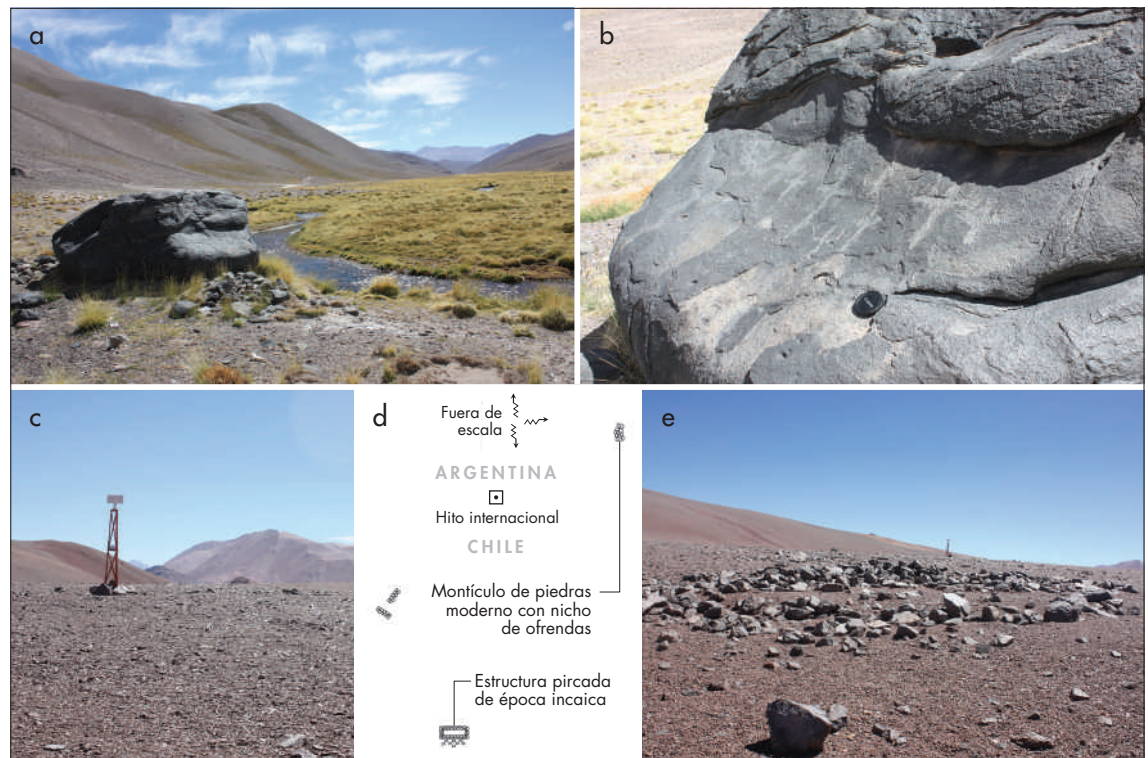 a
b
c
d
Fuera de
escala
ARGENTINA
Hito internacional
CHILE
Montículo de piedras
moderno con nicho
de ofrendas
Estructura pircada
de época incaica
e